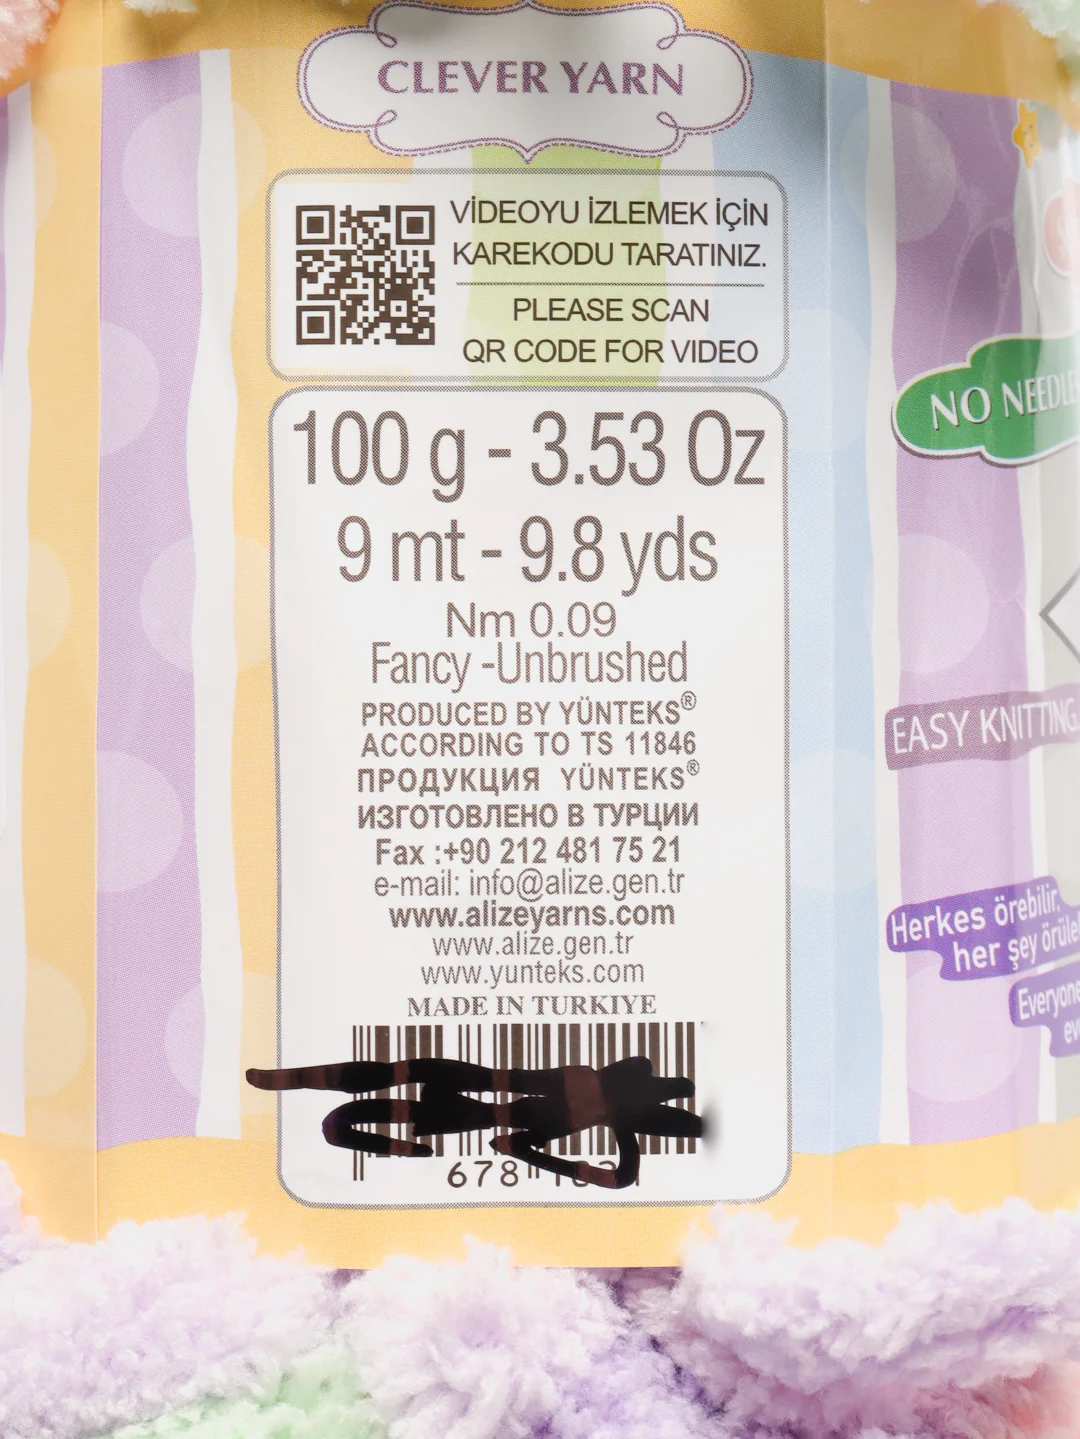 CLEVER YARN
VİDEOYU İZLEMEK İÇİN
KAREKODU TARATINIZ.
PLEASE SCAN
QR CODE FOR VIDEO
100 g - 3.53 Oz
9 mt - 9.8 yds
Nm 0.09
Fancy -Unbrushed
PRODUCED BY YÜNTEKS®
ACCORDING TO TS 11846
ПРОДУКЦИЯ YÜNTEKS®
ИЗГОТОВЛЕНО В ТУРЦИИ
Fax :+90 212 481 75 21
e-mail: info@alize.gen.tr
www.alizeyarns.com
www.alize.gen.tr
www.yunteks.com
MADE IN TURKIYE
678
NO NEEDLE
EASY KNITTING
Herkes örebilir,
her şey
Everyone